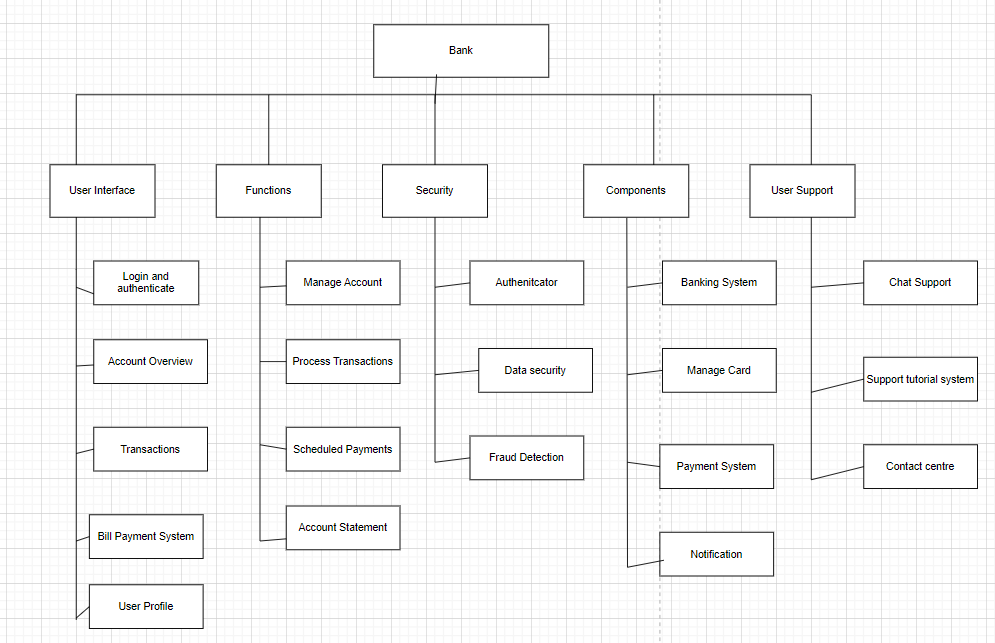 Bank
User Interface
Functions
Security
Components
User Support
Login and
authenticate
Manage Account
Authenitcator
Banking System
Chat Support
Account Overview
Process Transactions
Data security
Manage Card
Support tutorial system
Transactions
Scheduled Payments
Fraud Detection
Payment System
Contact centre
Bill Payment System
Account Statement
Notification
User Profile